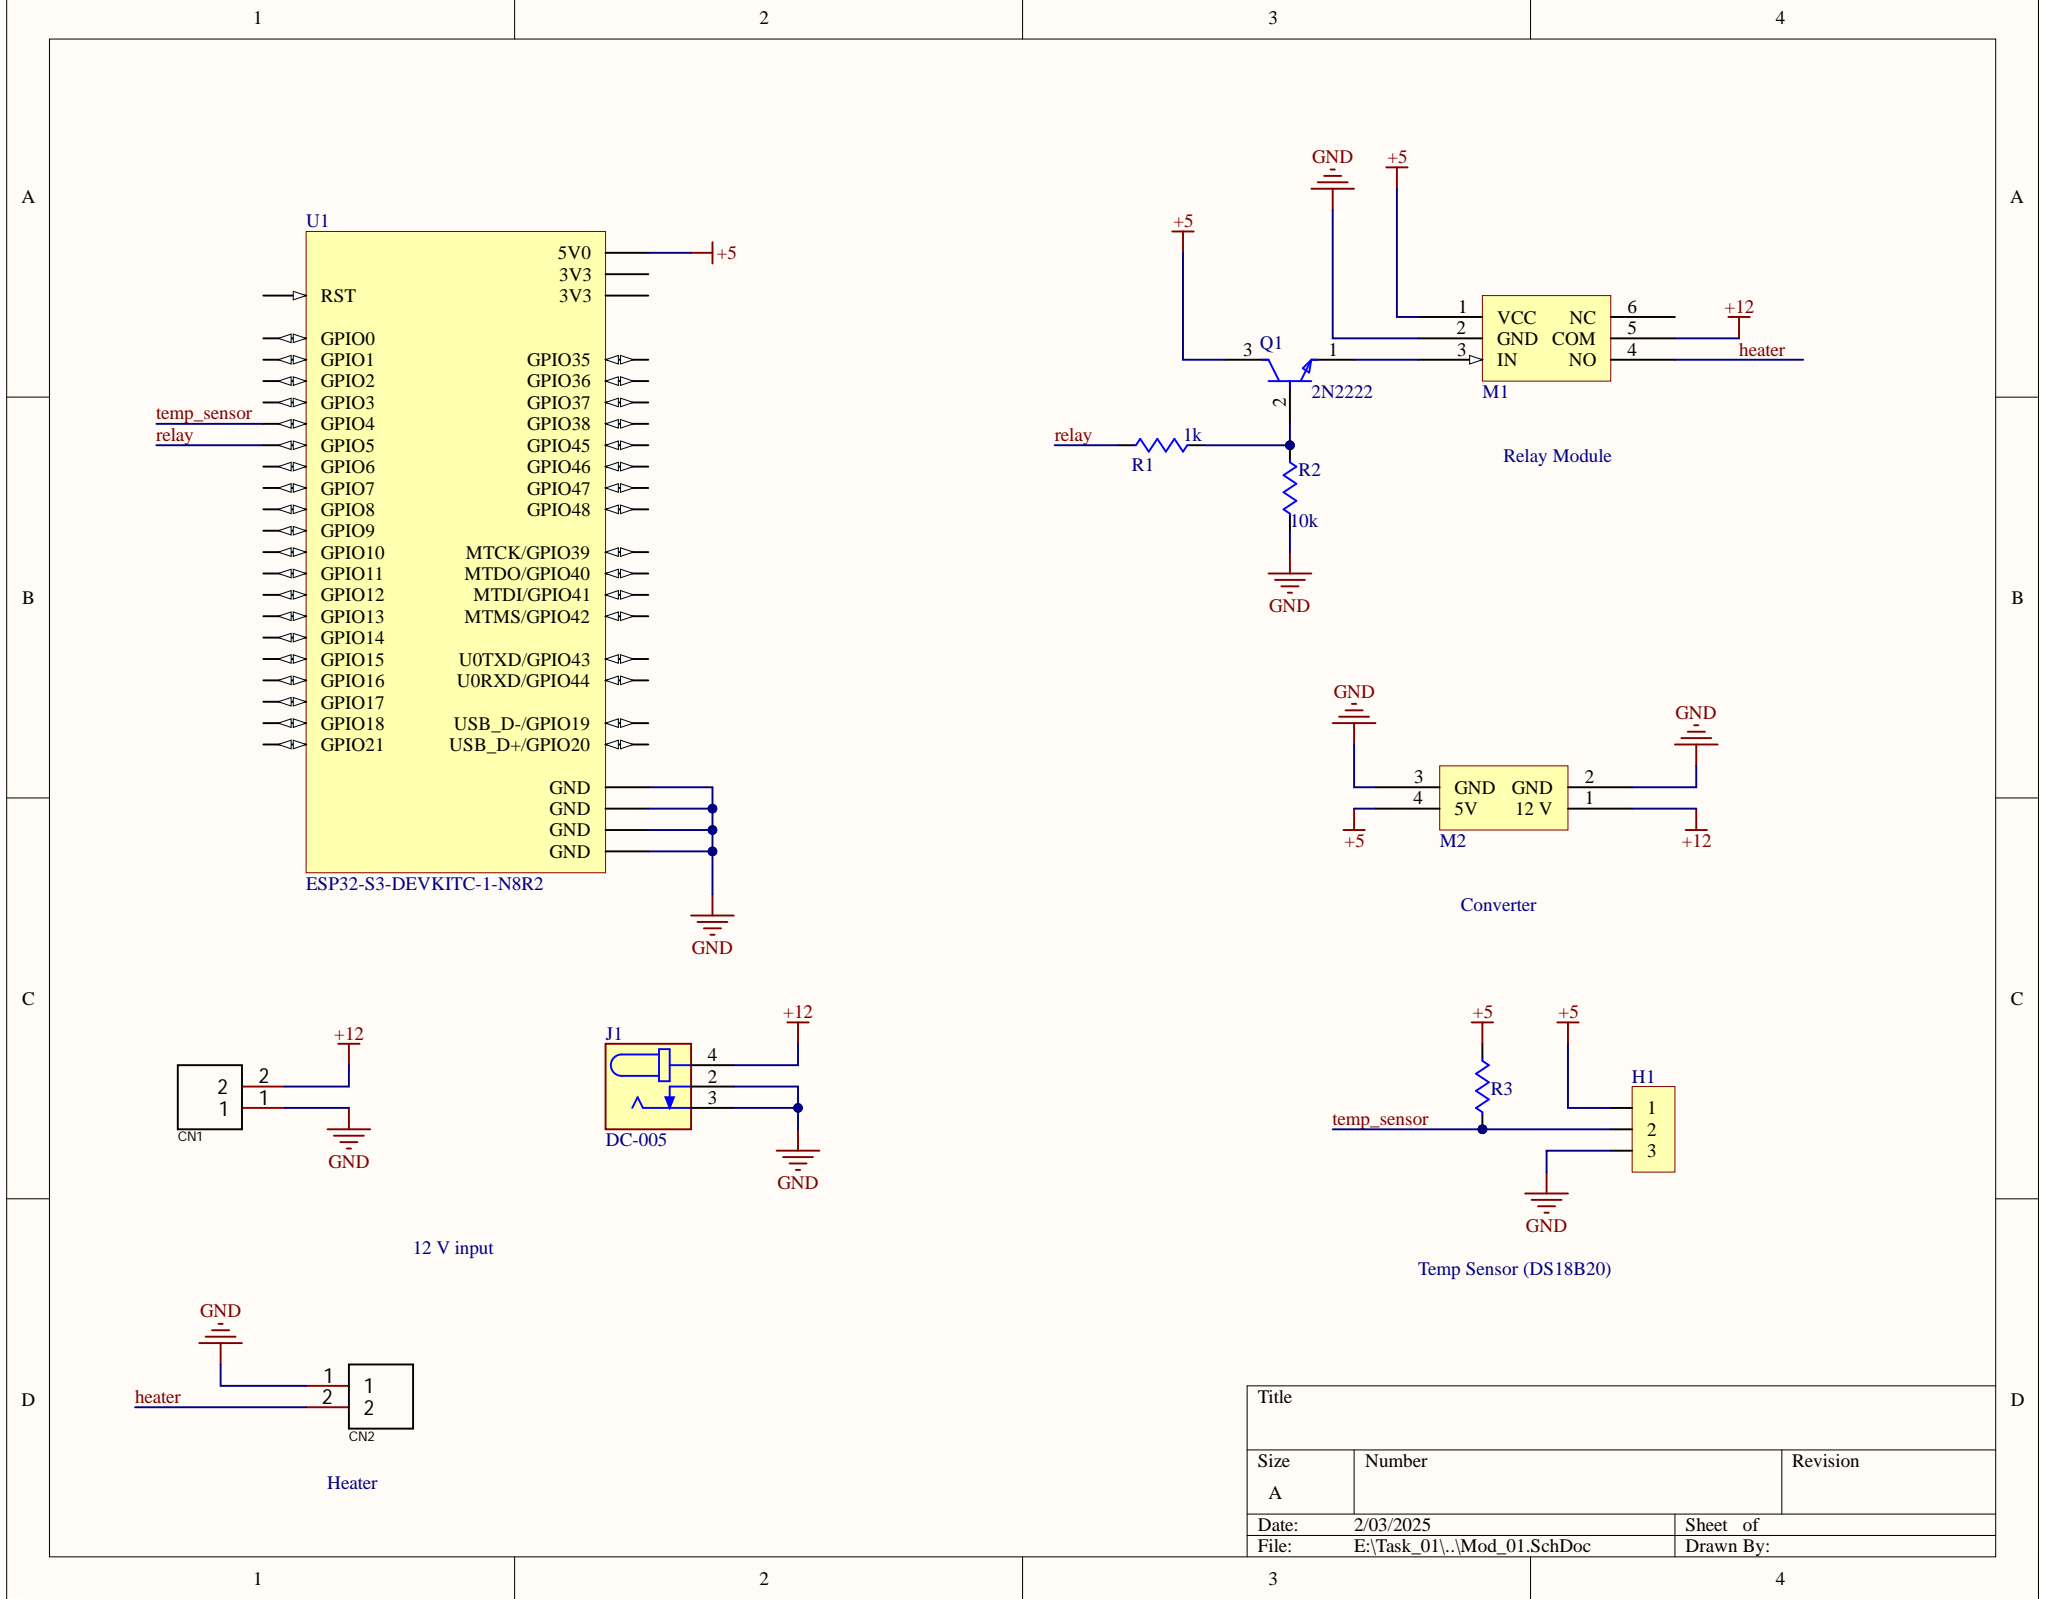 1 2 3 4
A A
B B
C C
D D
1 2 3 4
U1
5V0
3V3
3V3
+5
RST
GPIO0
GPIO1
GPIO2
GPIO3
GPIO4
GPIO5
GPIO6
GPIO7
GPIO8
GPIO9
GPIO10
GPIO11
GPIO12
GPIO13
GPIO14
GPIO15
GPIO16
GPIO17
GPIO18
GPIO21
temp_sensor
relay
GPIO35
GPIO36
GPIO37
GPIO38
GPIO45
GPIO46
GPIO47
GPIO48
MTCK/GPIO39
MTDO/GPIO40
MTDI/GPIO41
MTMS/GPIO42
U0TXD/GPIO43
U0RXD/GPIO44
USB_D-/GPIO19
USB_D+/GPIO20
GND
GND
GND
GND
ESP32-S3-DEVKITC-1-N8R2
GND
GND
+5
+5
1 VCC NC 6
2 GND COM 5
3 IN NO 4
+12
heater
M1
3 Q1 1
2N2222
2
relay
1k
R1
R2
10k
GND
Relay Module
GND
GND
3 GND GND 2
4 5V 12 V 1
+5
M2
+12
Converter
+12
2 2
1 1
CN1
GND
+12
J1
4
2
3
DC-005
GND
12 V input
+5
+5
R3
H1
temp_sensor
1
2
3
GND
Temp Sensor (DS18B20)
GND
heater
1 1
2 2
CN2
Heater
Title
Size
A
Number
Revision
Date: 2/03/2025
Sheet of
File: E:\Task_01\..\Mod_01.SchDoc
Drawn By: